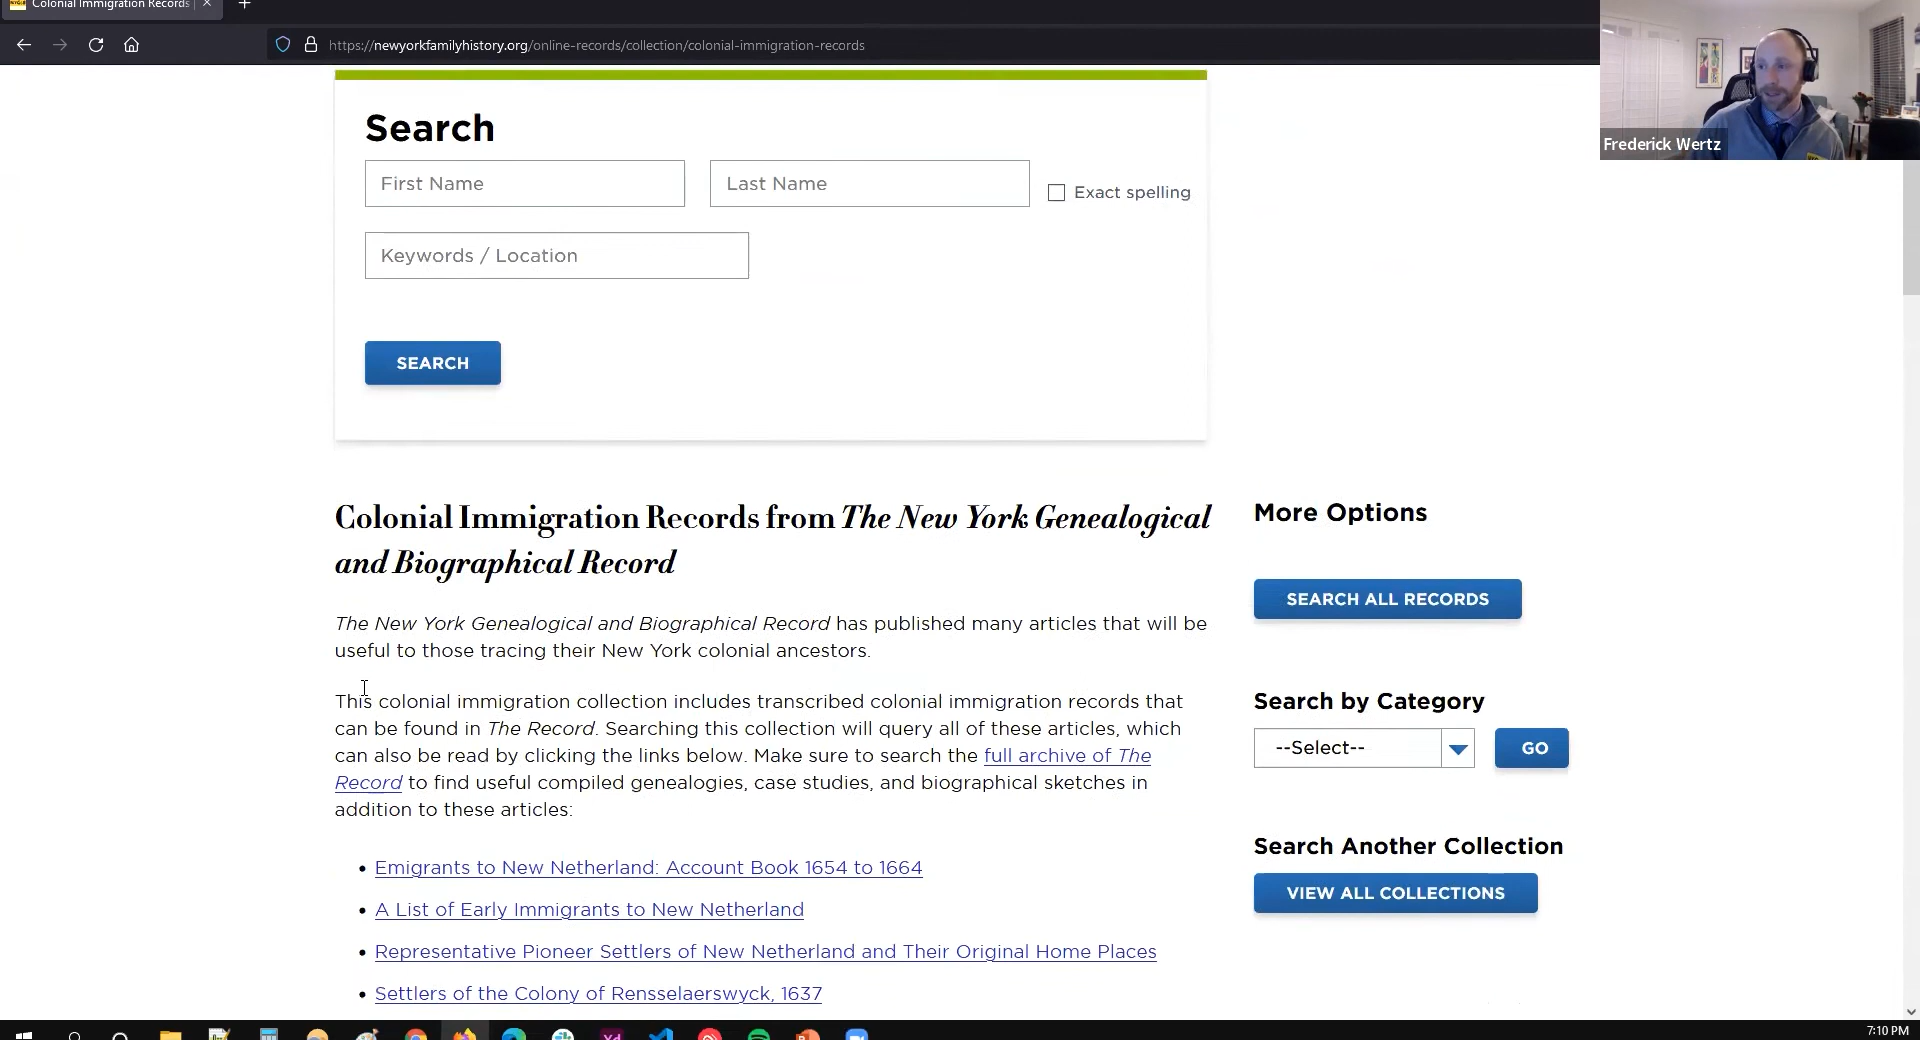 Colonial Immigration Records
https://newyorkfamilyhistory.org/online-records/collection/colonial-immigration-records
Frederick Wertz
Search
First Name
Last Name
Exact spelling
Keywords / Location
SEARCH
Colonial Immigration Records from The New York Genealogical
and Biographical Record
The New York Genealogical and Biographical Record has published many articles that will be
useful to those tracing their New York colonial ancestors.
This colonial immigration collection includes transcribed colonial immigration records that
can be found in The Record. Searching this collection will query all of these articles, which
can also be read by clicking the links below. Make sure to search the full archive of The
Record to find useful compiled genealogies, case studies, and biographical sketches in
addition to these articles:
• Emigrants to New Netherland: Account Book 1654 to 1664
• A List of Early Immigrants to New Netherland
• Representative Pioneer Settlers of New Netherland and Their Original Home Places
• Settlers of the Colony of Rensselaerswyck, 1637
More Options
SEARCH ALL RECORDS
Search by Category
--Select--
GO
Search Another Collection
VIEW ALL COLLECTIONS
Xd
7:10 PM